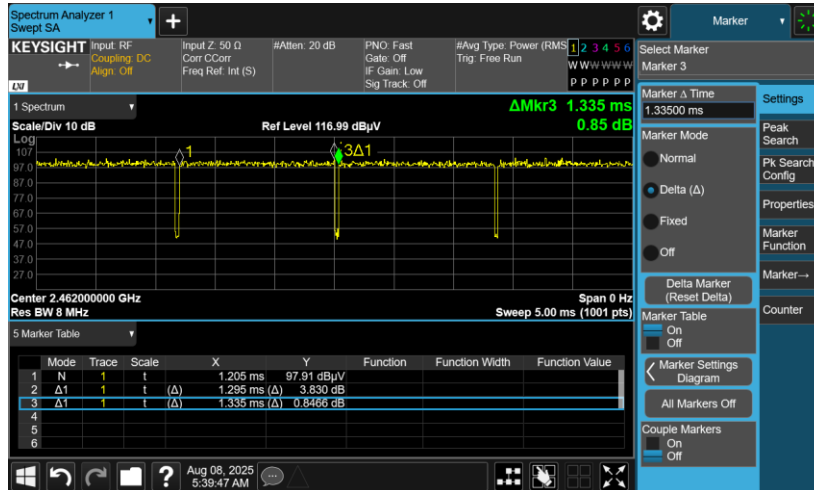 Spectrum Analyzer 1
Swept SA
+
Marker
KEYSIGHT
Input: RF
Coupling: DC
Align: Off
Input Z: 50 Ω
Corr CCorr
Freq Ref: Int (S)
#Atten: 20 dB
PNO: Fast
Gate: Off
IF Gain: Low
Sig Track: Off
#Avg Type: Power (RMS
Trig: Free Run
1 2 3 4 5 6
W W W W W W
P P P P P P
LXI
Select Marker
Marker 3
1 Spectrum
ΔMkr3 1.335 ms
0.85 dB
Scale/Div 10 dB
Ref Level 116.99 dBµV
Log
107
97.0
87.0
77.0
67.0
57.0
47.0
37.0
27.0
1
3Δ1
Center 2.462000000 GHz
Span 0 Hz
Res BW 8 MHz
Sweep 5.00 ms (1001 pts)
5 Marker Table
Mode Trace Scale X Y Function Function Width Function Value
1 N 1 t 1.205 ms 97.91 dBµV
2 Δ1 1 t (Δ) 1.295 ms (Δ) 3.830 dB
3 Δ1 1 t (Δ) 1.335 ms (Δ) 0.8466 dB
4
5
6
Marker Δ Time
1.33500 ms
Marker Mode
Normal
Delta (Δ)
Fixed
Off
Delta Marker
(Reset Delta)
Marker Table
On
Off
Marker Settings
Diagram
All Markers Off
Couple Markers
On
Off
Settings
Peak
Search
Pk Search
Config
Properties
Marker
Function
Marker→
Counter
?
Aug 08, 2025
5:39:47 AM